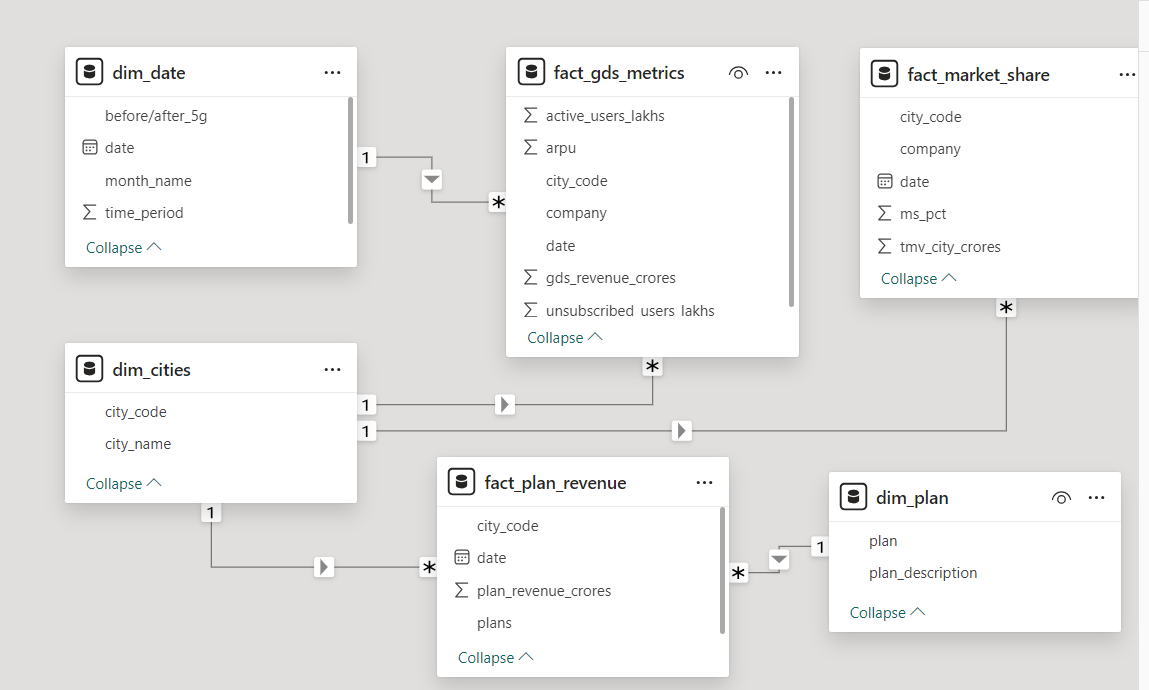 dim_date
before/after_5g
date
month_name
time_period
Collapse
fact_gds_metrics
active_users_lakhs
arpu
city_code
company
date
gds_revenue_crores
unsubscribed_users_lakhs
Collapse
fact_market_share
city_code
company
date
ms_pct
tmv_city_crores
Collapse
1
*
dim_cities
city_code
city_name
Collapse
1
*
1
*
1
*
fact_plan_revenue
city_code
date
plan_revenue_crores
plans
Collapse
dim_plan
plan
plan_description
Collapse
1
*